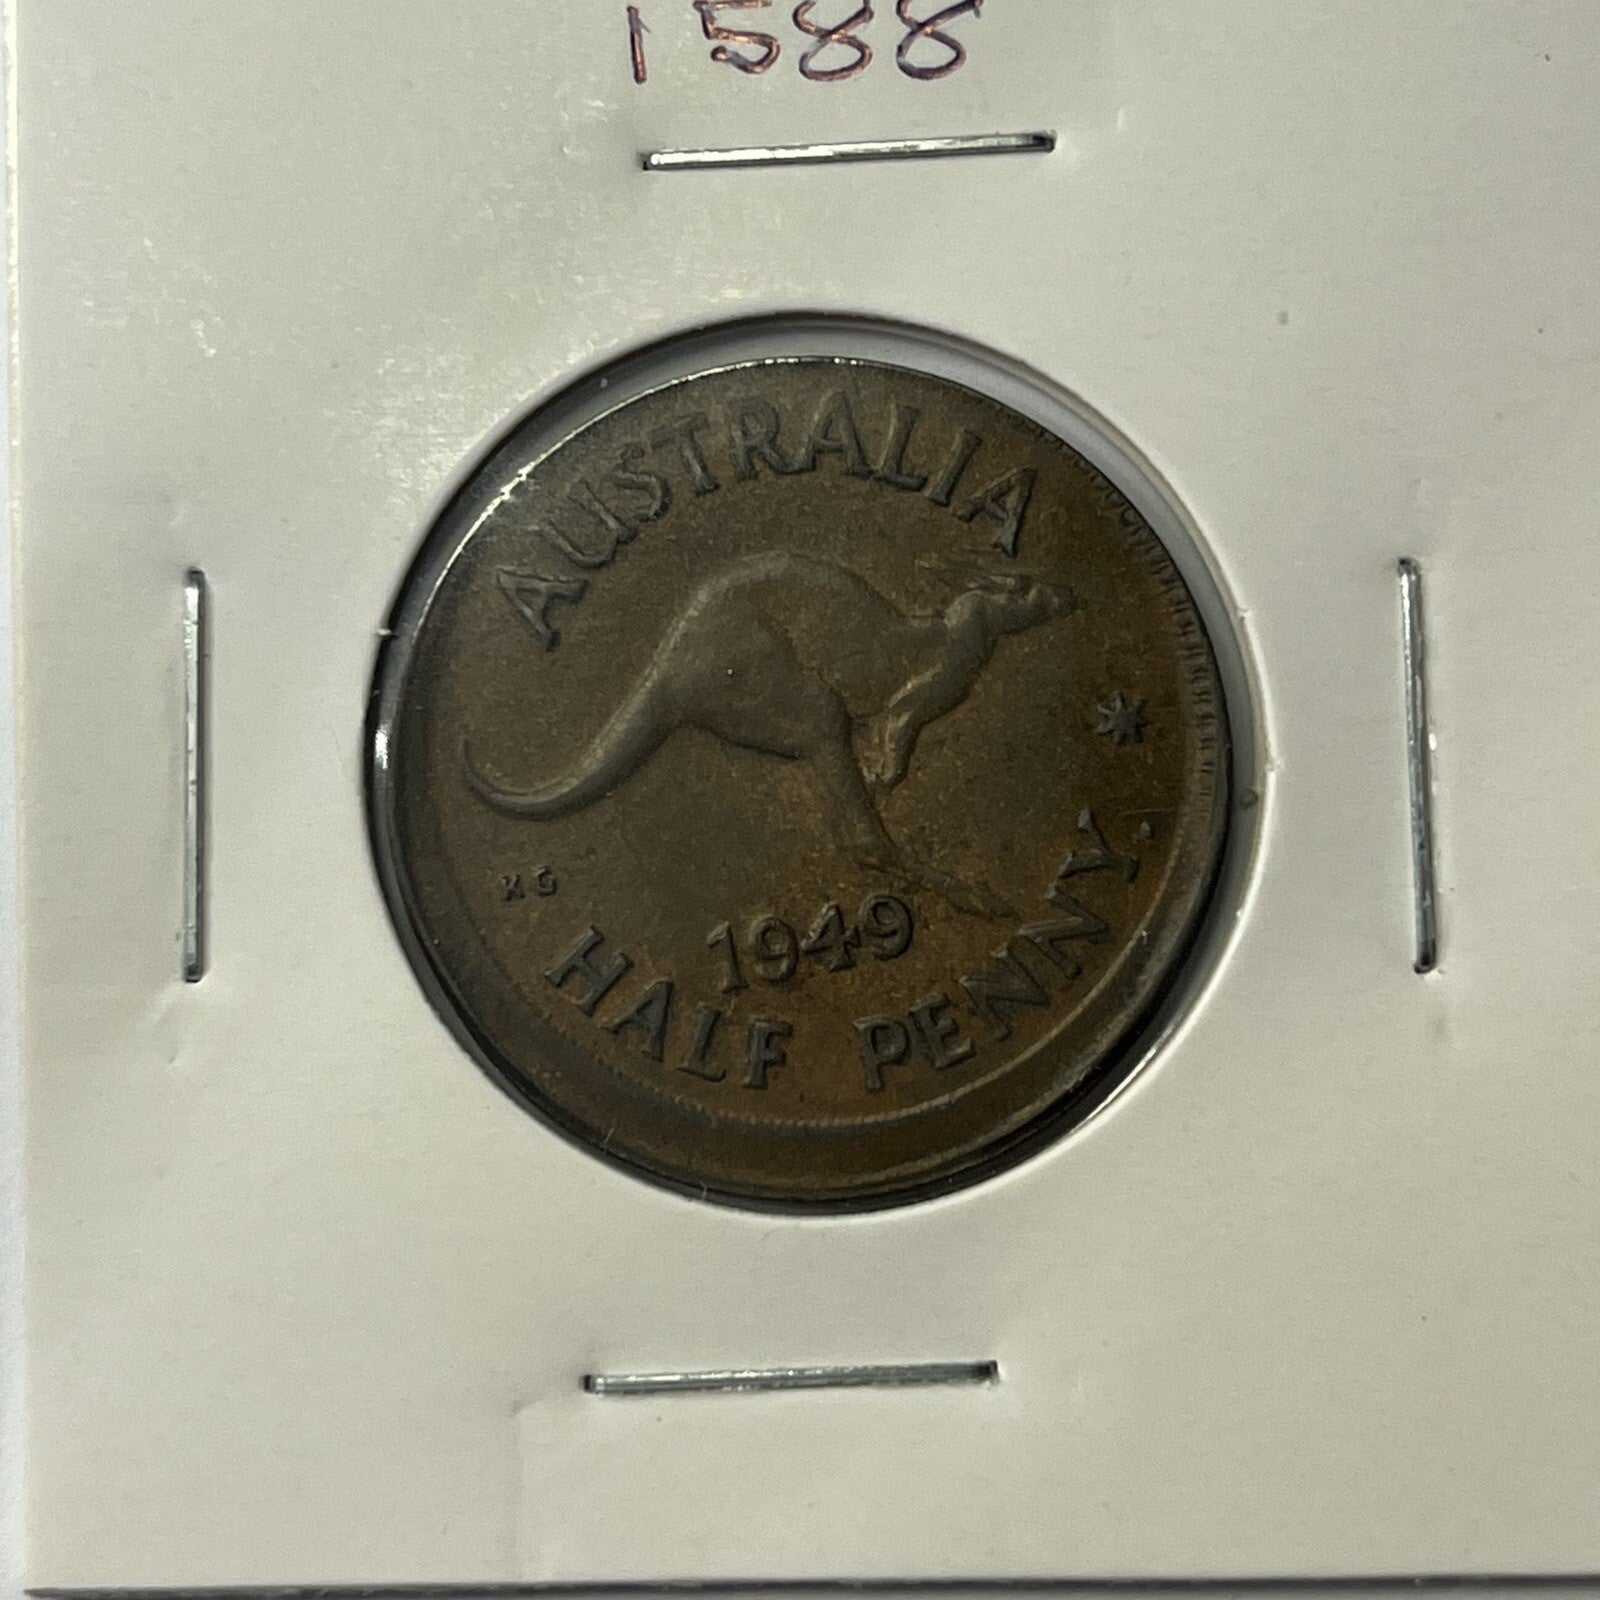 1588
AUSTRALIA
KG
1949
HALF PENNY.